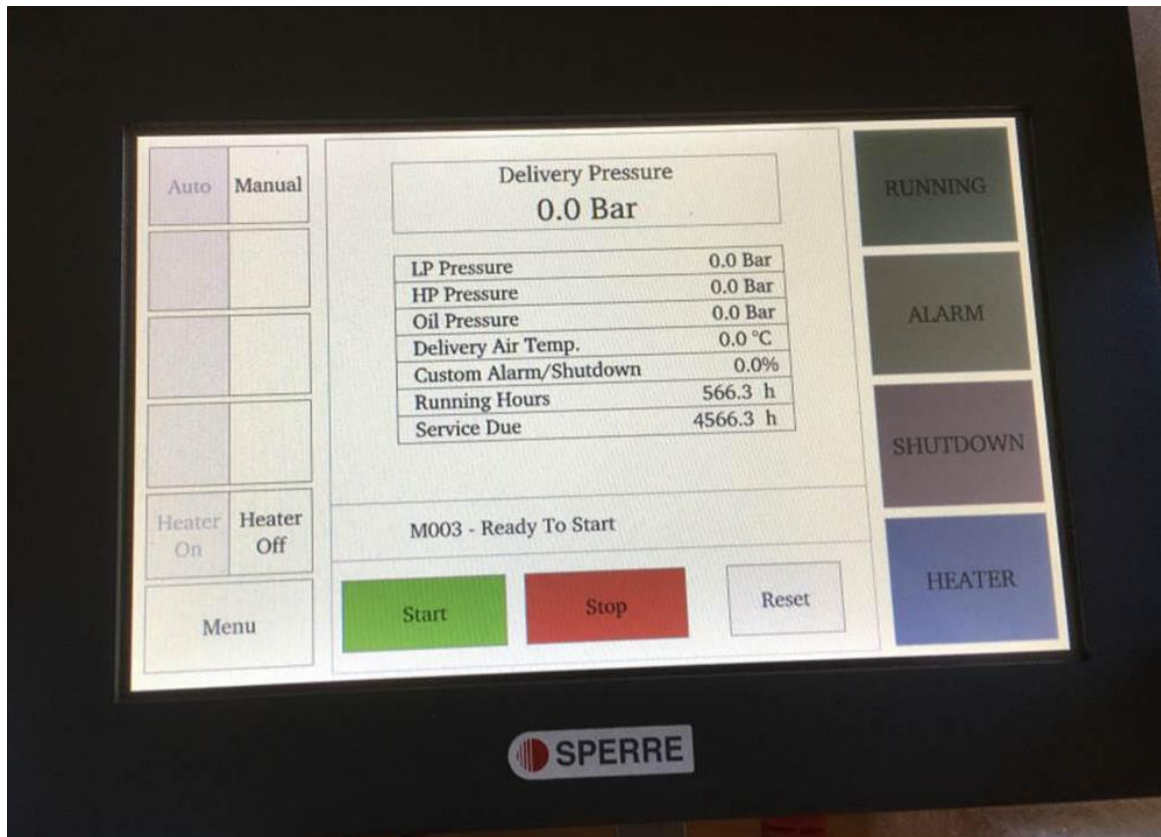 Auto Manual
Heater On Heater Off
Menu
Delivery Pressure
0.0 Bar
LP Pressure 0.0 Bar
HP Pressure 0.0 Bar
Oil Pressure 0.0 Bar
Delivery Air Temp. 0.0 °C
Custom Alarm/Shutdown 0.0%
Running Hours 566.3 h
Service Due 4566.3 h
M003 - Ready To Start
Start Stop Reset
RUNNING
ALARM
SHUTDOWN
HEATER
SPERRE